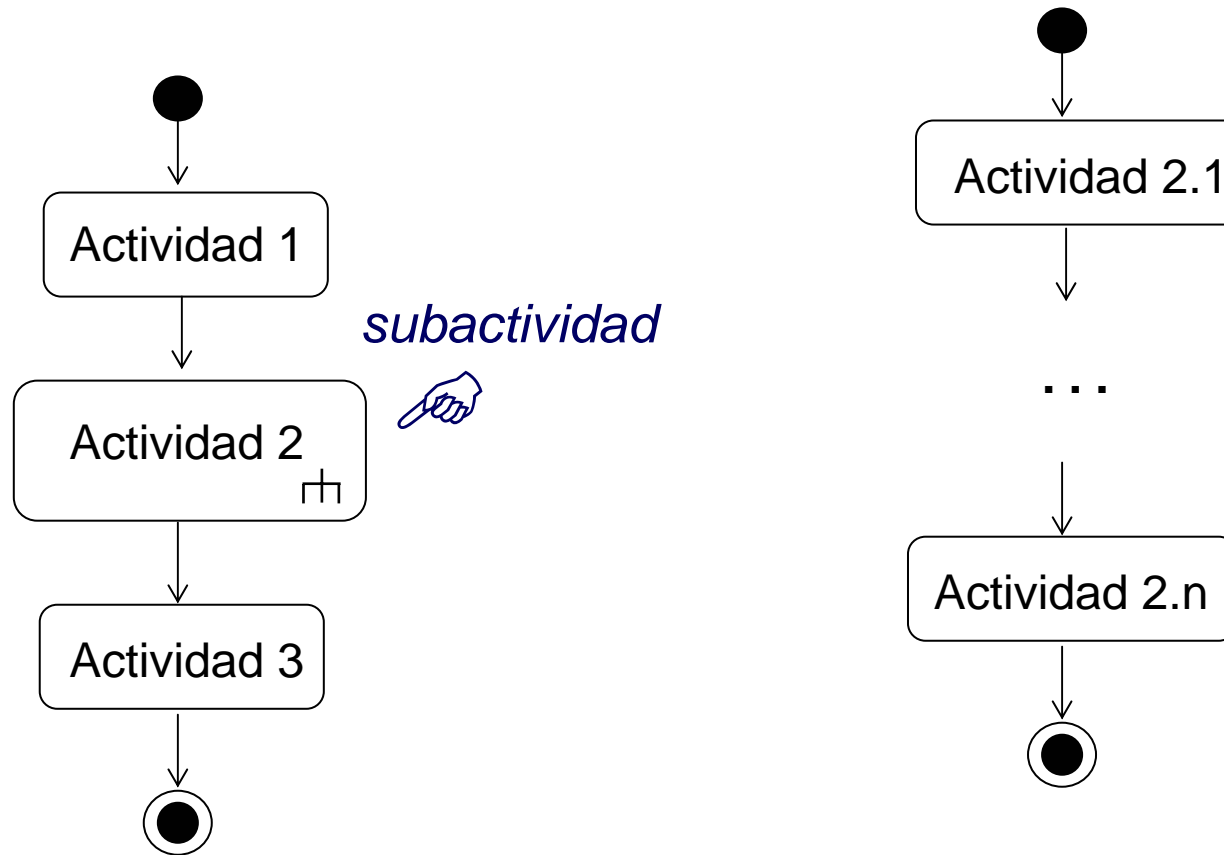 Actividad 1
subactividad
Actividad 2
Actividad 3
Actividad 2.1
. . .
Actividad 2.n